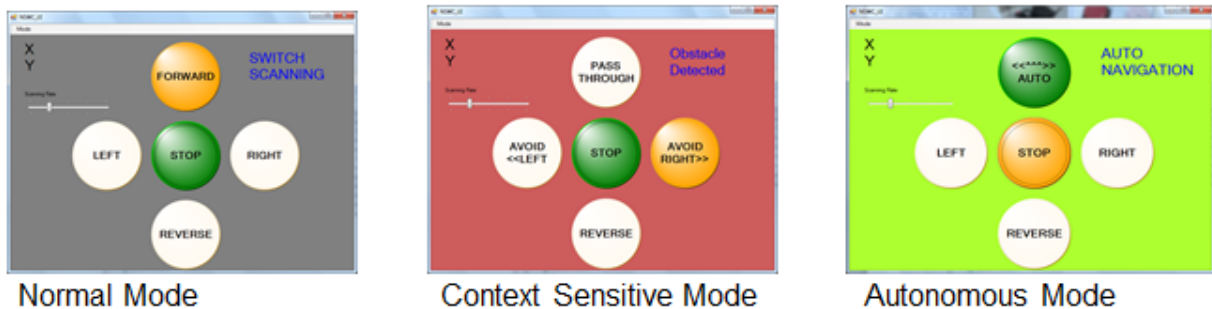 Mode
X
Y
SWITCH
SCANNING
Scanning Rate
FORWARD
LEFT
STOP
RIGHT
REVERSE
Normal Mode
Mode
X
Y
Obstacle
Detected
Scanning Rate
PASS
THROUGH
AVOID
<<LEFT
STOP
AVOID
RIGHT>>
REVERSE
Context Sensitive Mode
Mode
X
Y
AUTO
NAVIGATION
Scanning Rate
<<^^^>>
AUTO
LEFT
STOP
RIGHT
REVERSE
Autonomous Mode